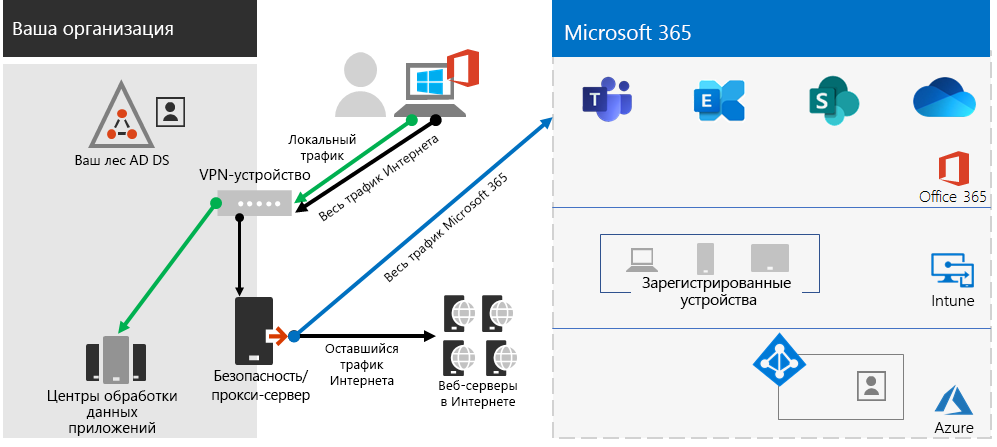 Ваша организация
Microsoft 365
Ваш лес AD DS
Локальный
трафик
VPN-устройство
Весь трафик Интернета
Весь трафик Microsoft 365
T
E
S
Office 365
Зарегистрированные
устройства
Intune
Центры обработки
данных
приложений
Безопасность/
прокси-сервер
Оставшийся
трафик
Интернета
Веб-серверы
в Интернете
Azure